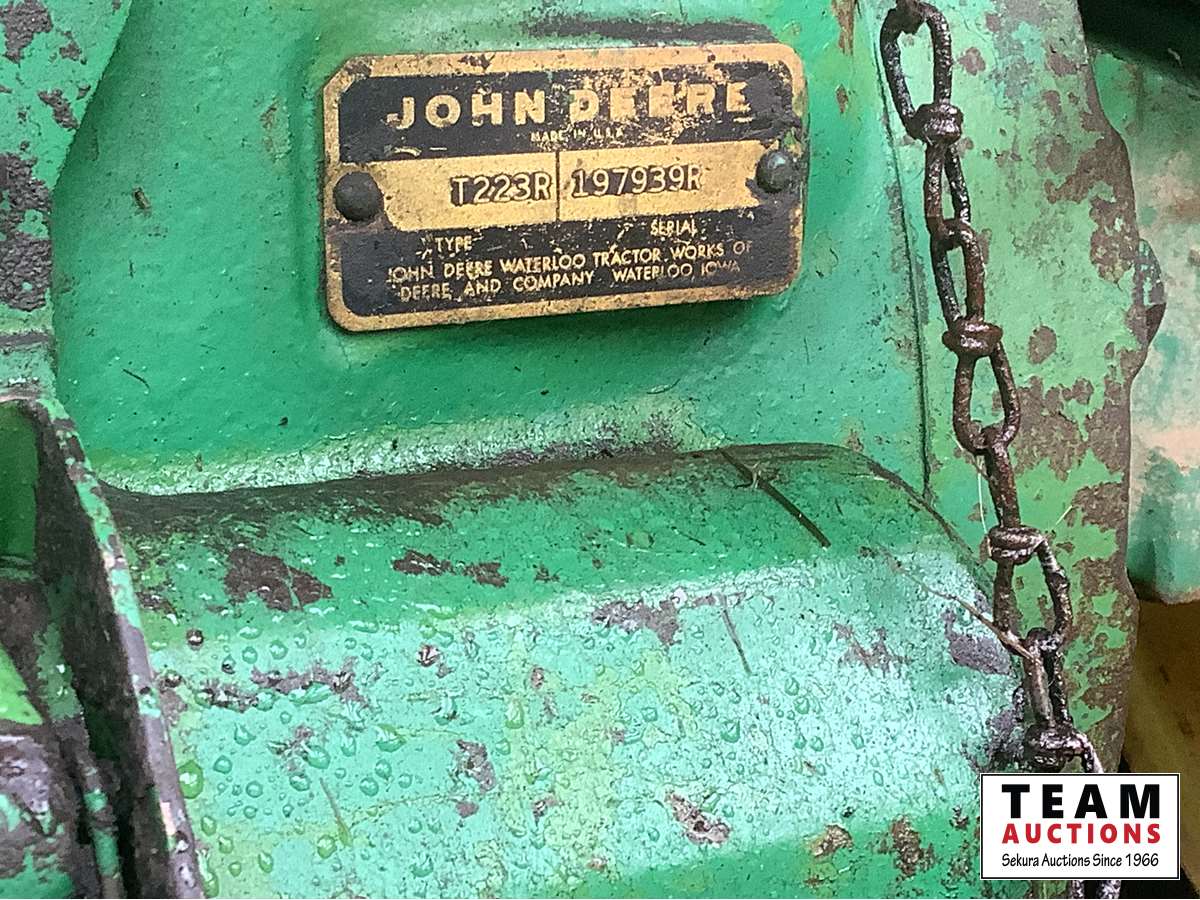 JOHN DEERE
MADE IN U.S.A.
T223R 197939R
TYPE SERIAL
JOHN DEERE WATERLOO TRACTOR WORKS OF
DEERE AND COMPANY WATERLOO IOWA
TEAM
AUCTIONS
Sekura Auctions Since 1966